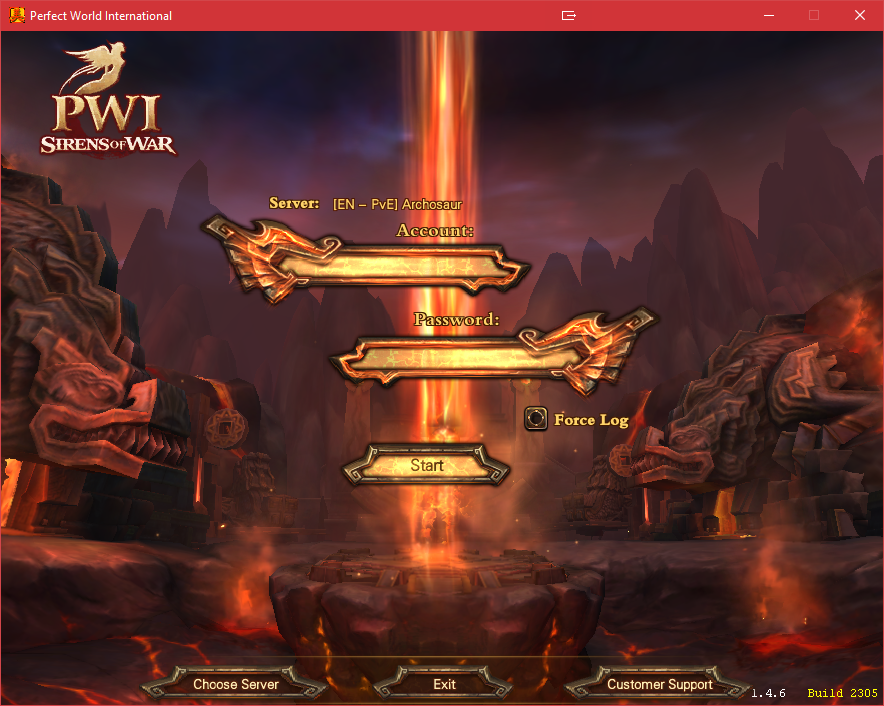 Perfect World International
PWI
SIRENS OF WAR
Server: [EN – PvE] Archosaur
Account:
Password:
Force Log
Start
Choose Server
Exit
Customer Support
1.4.6 Build 2305